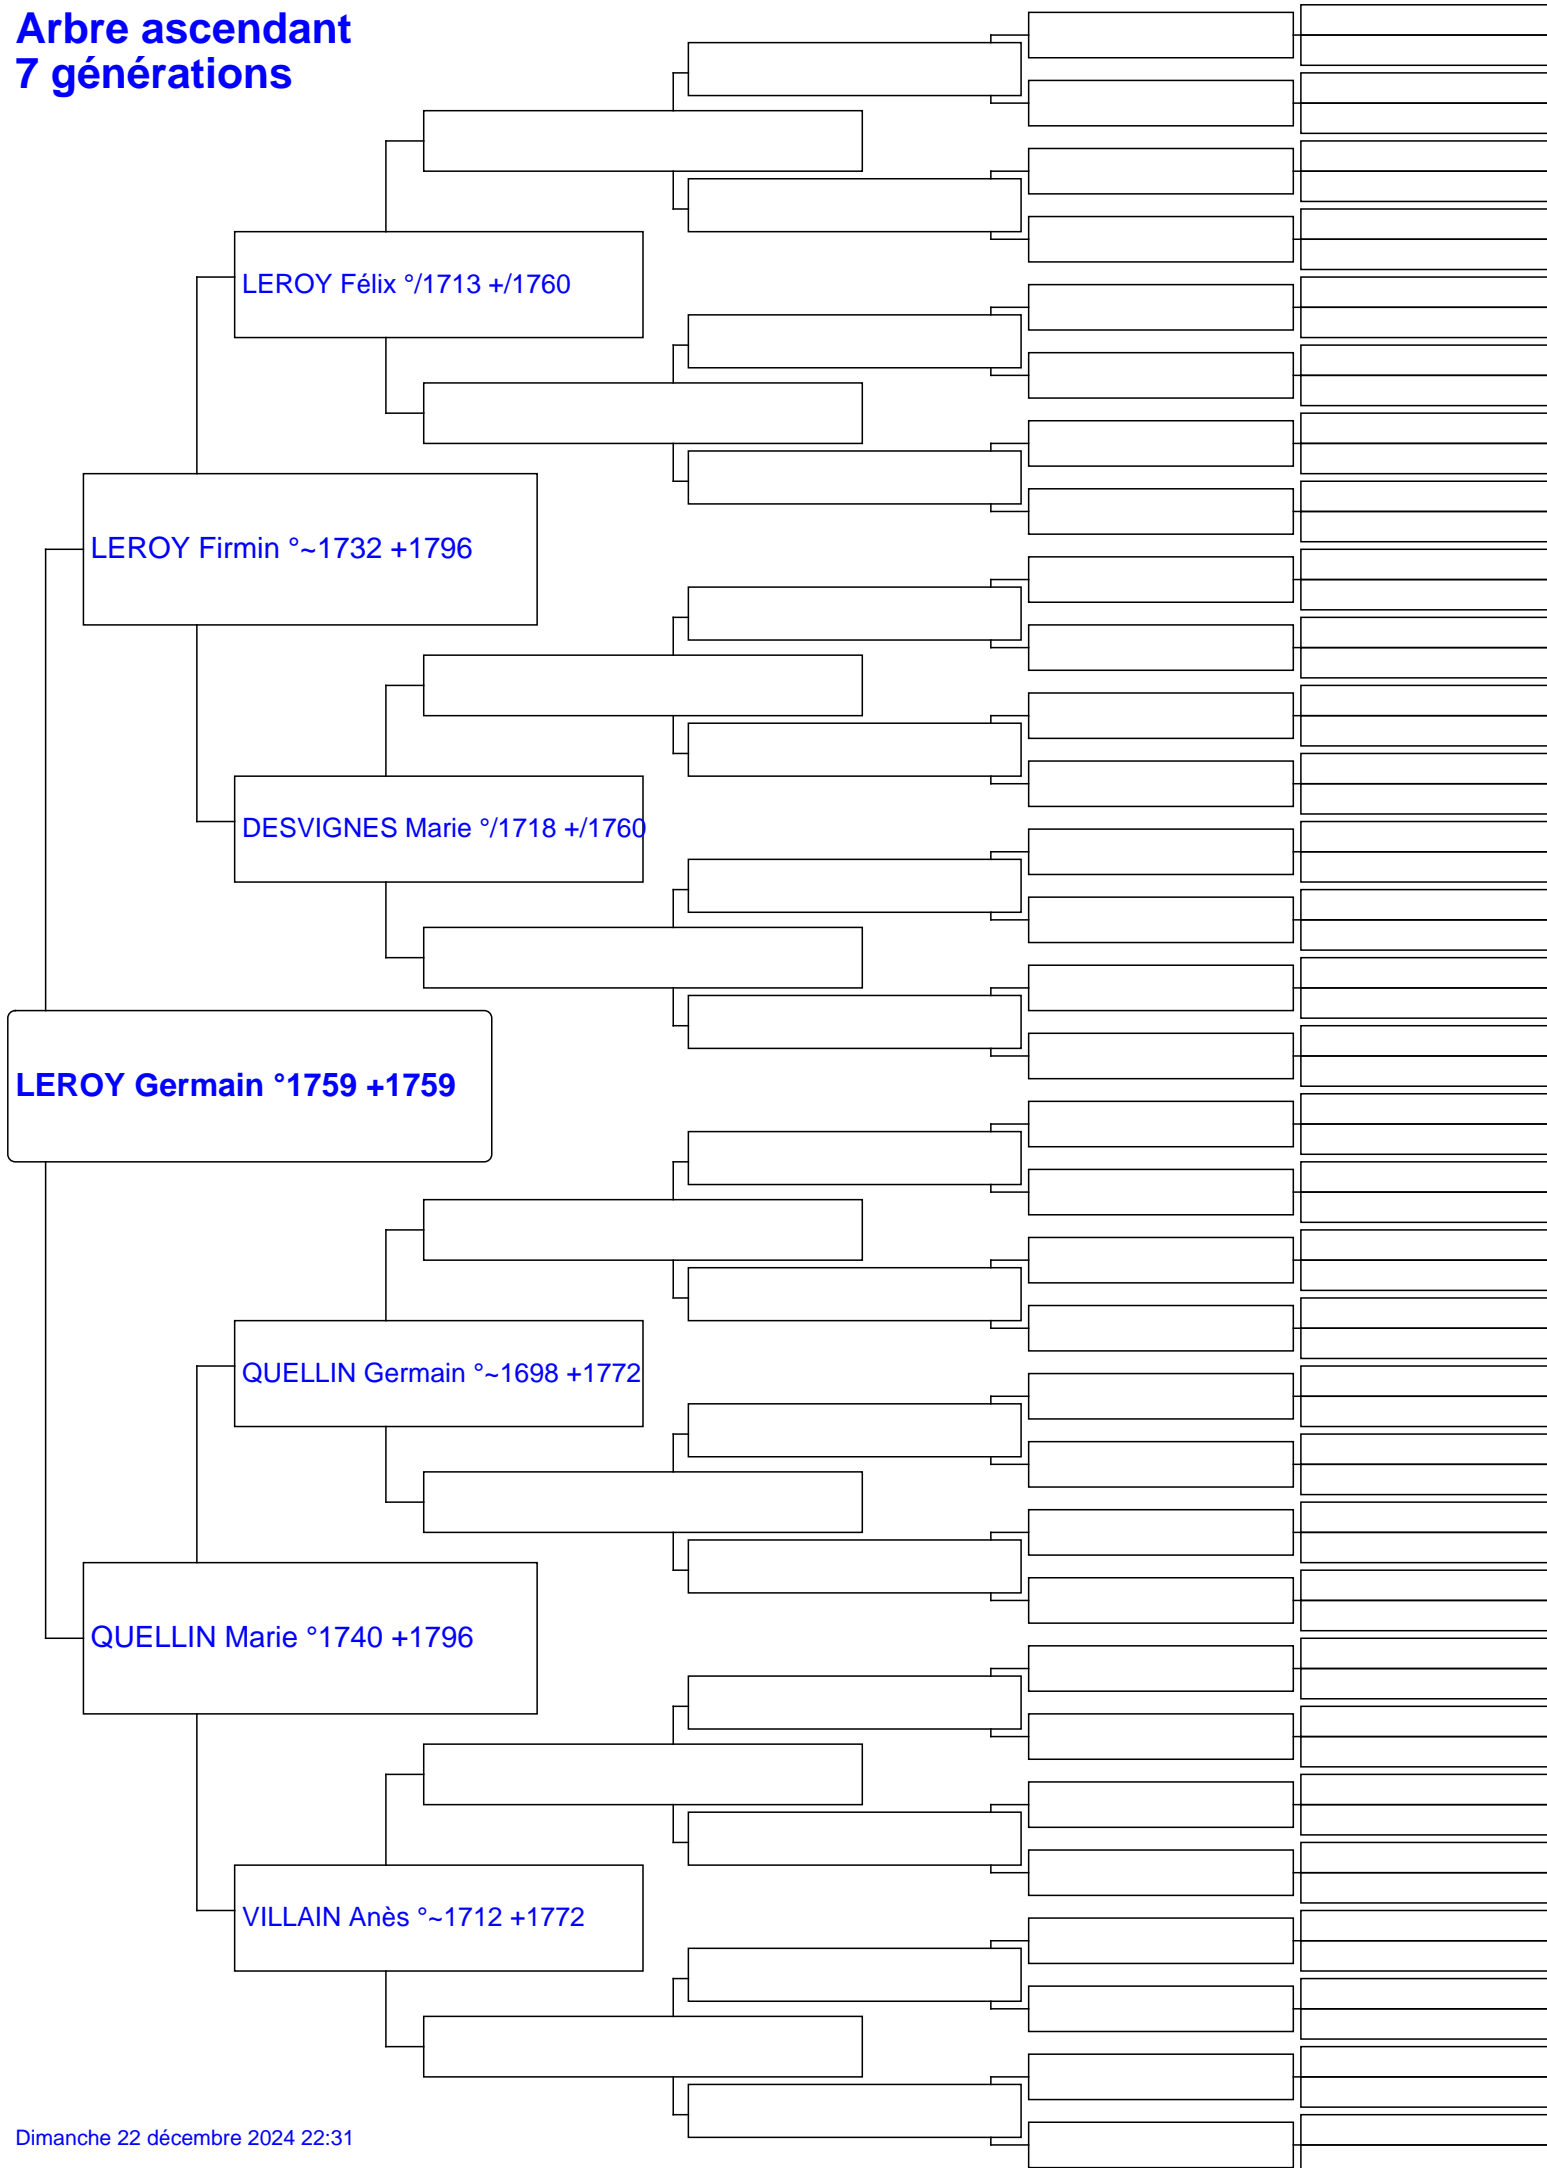 Arbre ascendant
7 générations
LEROY Félix °/1713 +/1760
LEROY Firmin °~1732 +1796
DESVIGNES Marie °/1718 +/1760
LEROY Germain °1759 +1759
QUELLIN Germain °~1698 +1772
QUELLIN Marie °1740 +1796
VILLAIN Anès °~1712 +1772
Dimanche 22 décembre 2024 22:31